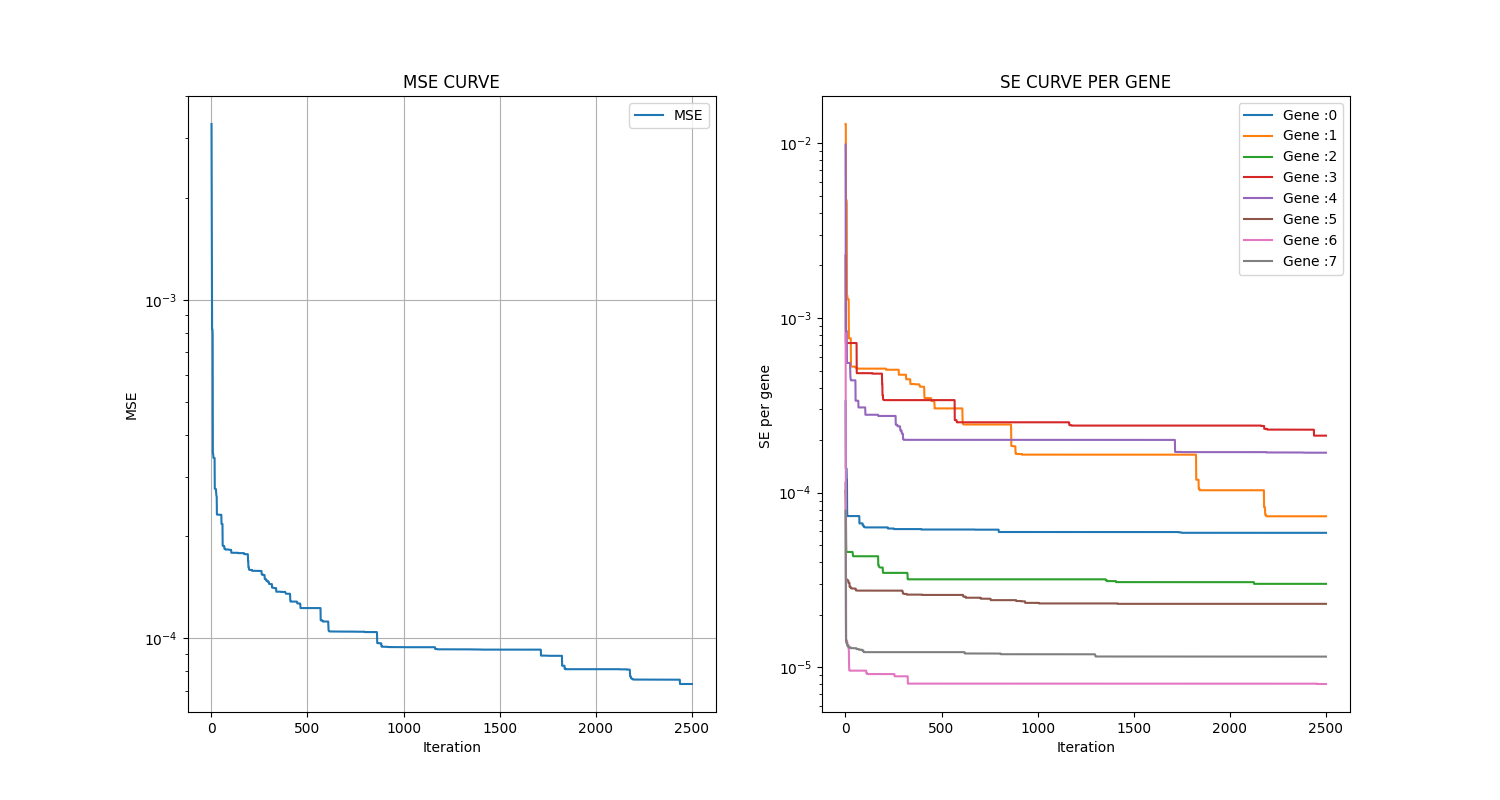 MSE CURVE
MSE
10⁻³
10⁻⁴
MSE
0 500 1000 1500 2000 2500
Iteration
SE CURVE PER GENE
Gene :0
Gene :1
Gene :2
Gene :3
Gene :4
Gene :5
Gene :6
Gene :7
10⁻²
10⁻³
10⁻⁴
10⁻⁵
SE per gene
0 500 1000 1500 2000 2500
Iteration